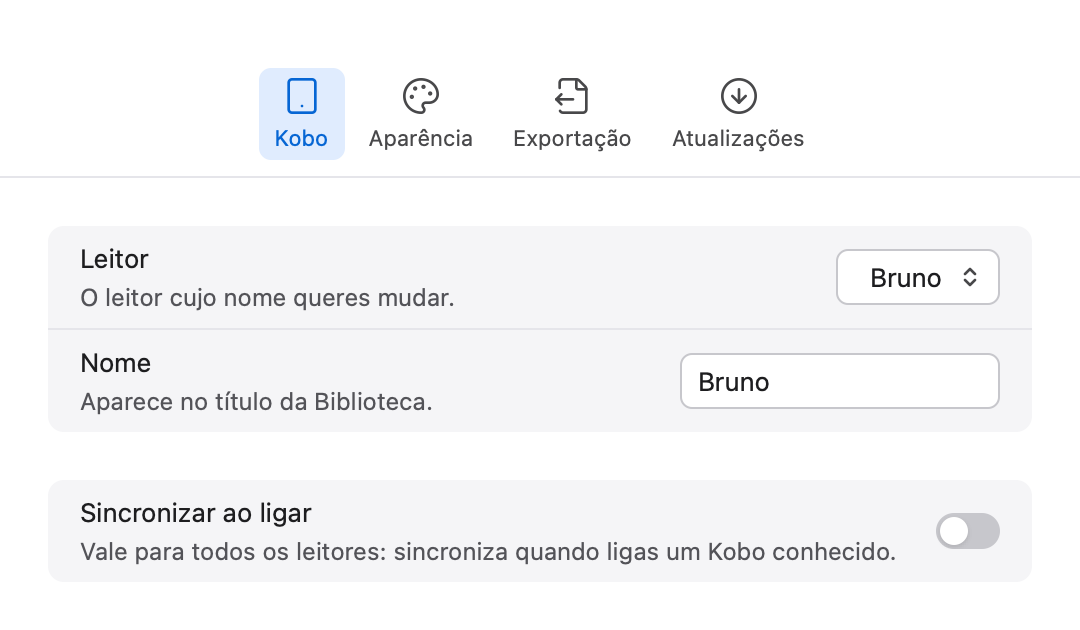 Kobo
Aparência
Exportação
Atualizações
Leitor
O leitor cujo nome queres mudar.
Bruno
Nome
Aparece no título da Biblioteca.
Bruno
Sincronizar ao ligar
Vale para todos os leitores: sincroniza quando ligas um Kobo conhecido.